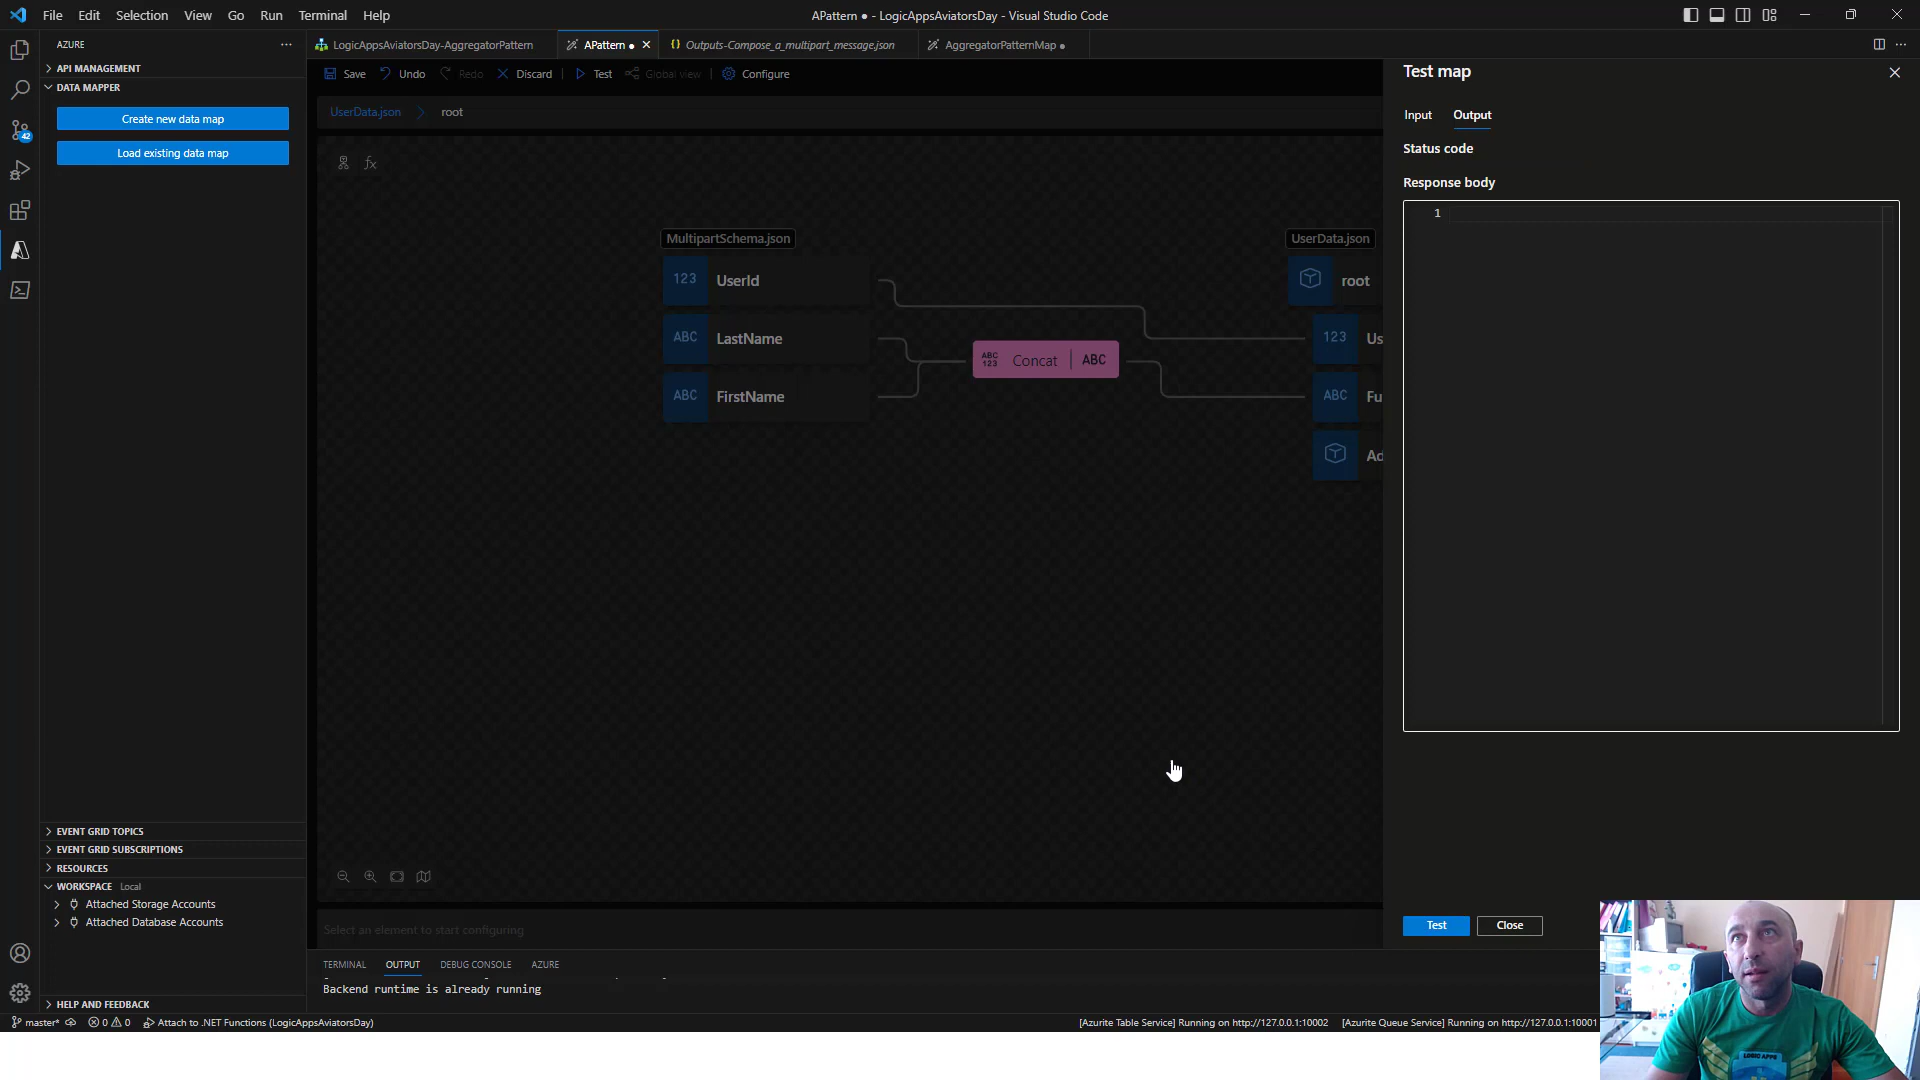 File Edit Selection View Go Run Terminal Help
APattern ● - LogicAppsAviatorsDay - Visual Studio Code
AZURE
API MANAGEMENT
DATA MAPPER
Create new data map
Load existing data map
42
EVENT GRID TOPICS
EVENT GRID SUBSCRIPTIONS
RESOURCES
WORKSPACE Local
Attached Storage Accounts
Attached Database Accounts
HELP AND FEEDBACK
LogicAppsAviatorsDay-AggregatorPattern
APattern ●
Outputs-Compose_a_multipart_message.json
AggregatorPatternMap ●
Save Undo Redo Discard Test Global view Configure
UserData.json > root
fx
MultipartSchema.json
123 UserId
ABC LastName
ABC FirstName
ABC 123 Concat ABC
UserData.json
root
123 Us
ABC Fu
Ad
Select an element to start configuring
Test map
Input Output
Status code
Response body
1
Test Close
TERMINAL OUTPUT DEBUG CONSOLE AZURE
Backend runtime is already running
master* 0 0 Attach to .NET Functions (LogicAppsAviatorsDay)
[Azurite Table Service] Running on http://127.0.0.1:10002 [Azurite Queue Service] Running on http://127.0.0.1:10001
LOGIC APPS